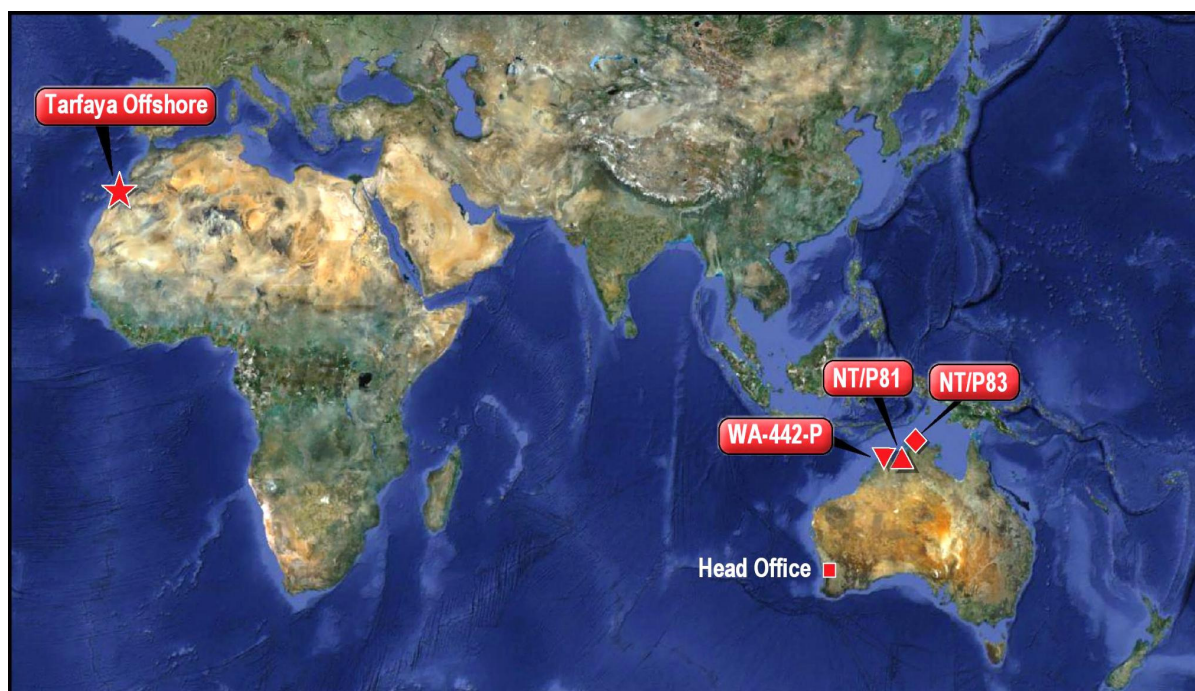 Tarfaya Offshore
NT/P81
NT/P83
WA-442-P
Head Office